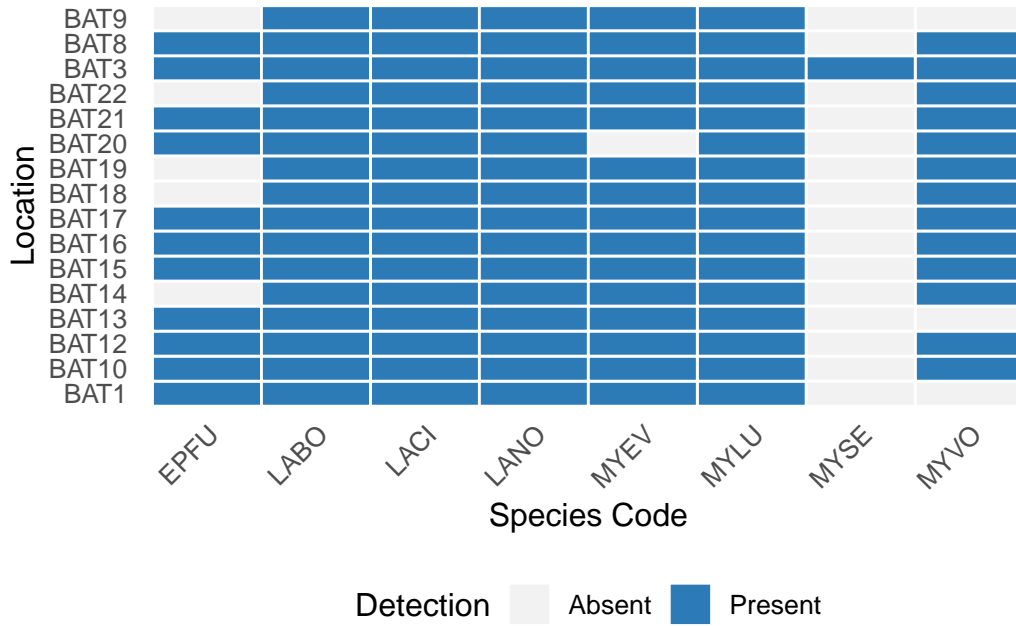 BAT9
BAT8
BAT3
BAT22
BAT21
BAT20
BAT19
BAT18
BAT17
BAT16
BAT15
BAT14
BAT13
BAT12
BAT10
BAT1
Location
EPFU LABO LACI LANO MYEV MYLU MYSE MYVO
Species Code
Detection Absent Present